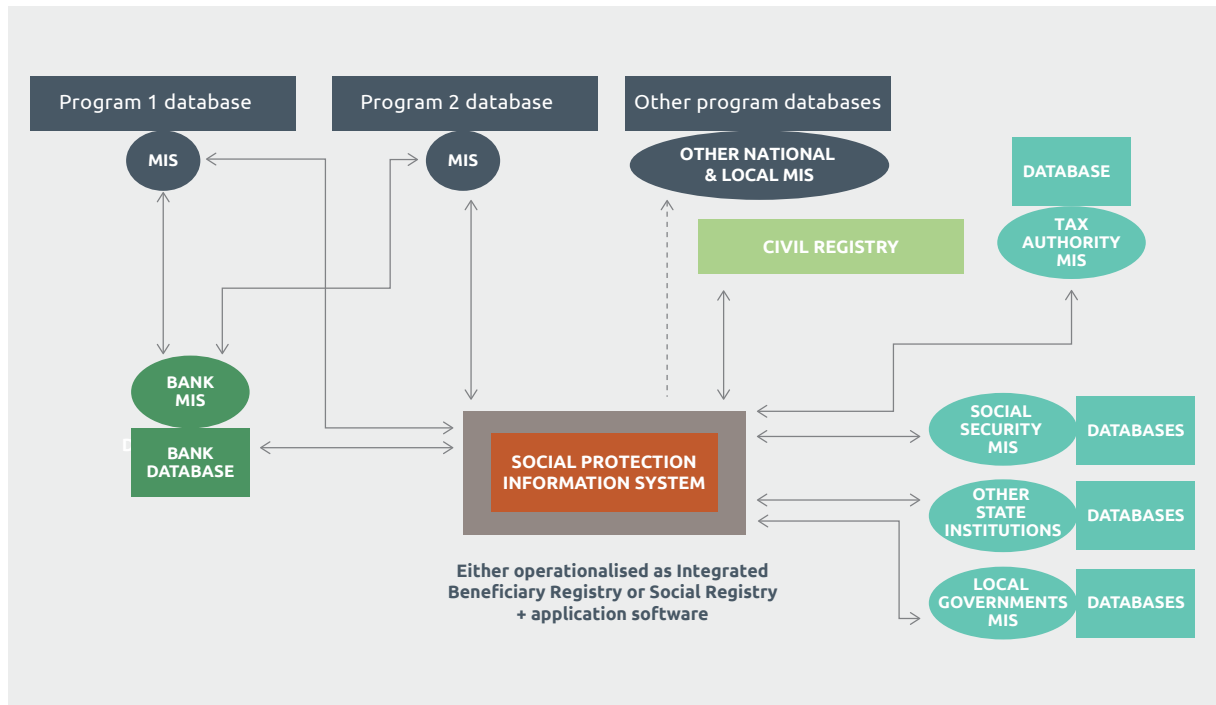 Program 1 database
Program 2 database
Other program databases
MIS
MIS
OTHER NATIONAL
& LOCAL MIS
DATABASE
TAX
AUTHORITY
MIS
CIVIL REGISTRY
BANK
MIS
BANK
DATABASE
SOCIAL PROTECTION
INFORMATION SYSTEM
SOCIAL
SECURITY
MIS
DATABASES
OTHER
STATE
INSTITUTIONS
DATABASES
LOCAL
GOVERNMENTS
MIS
DATABASES
Either operationalised as Integrated
Beneficiary Registry or Social Registry
+ application software